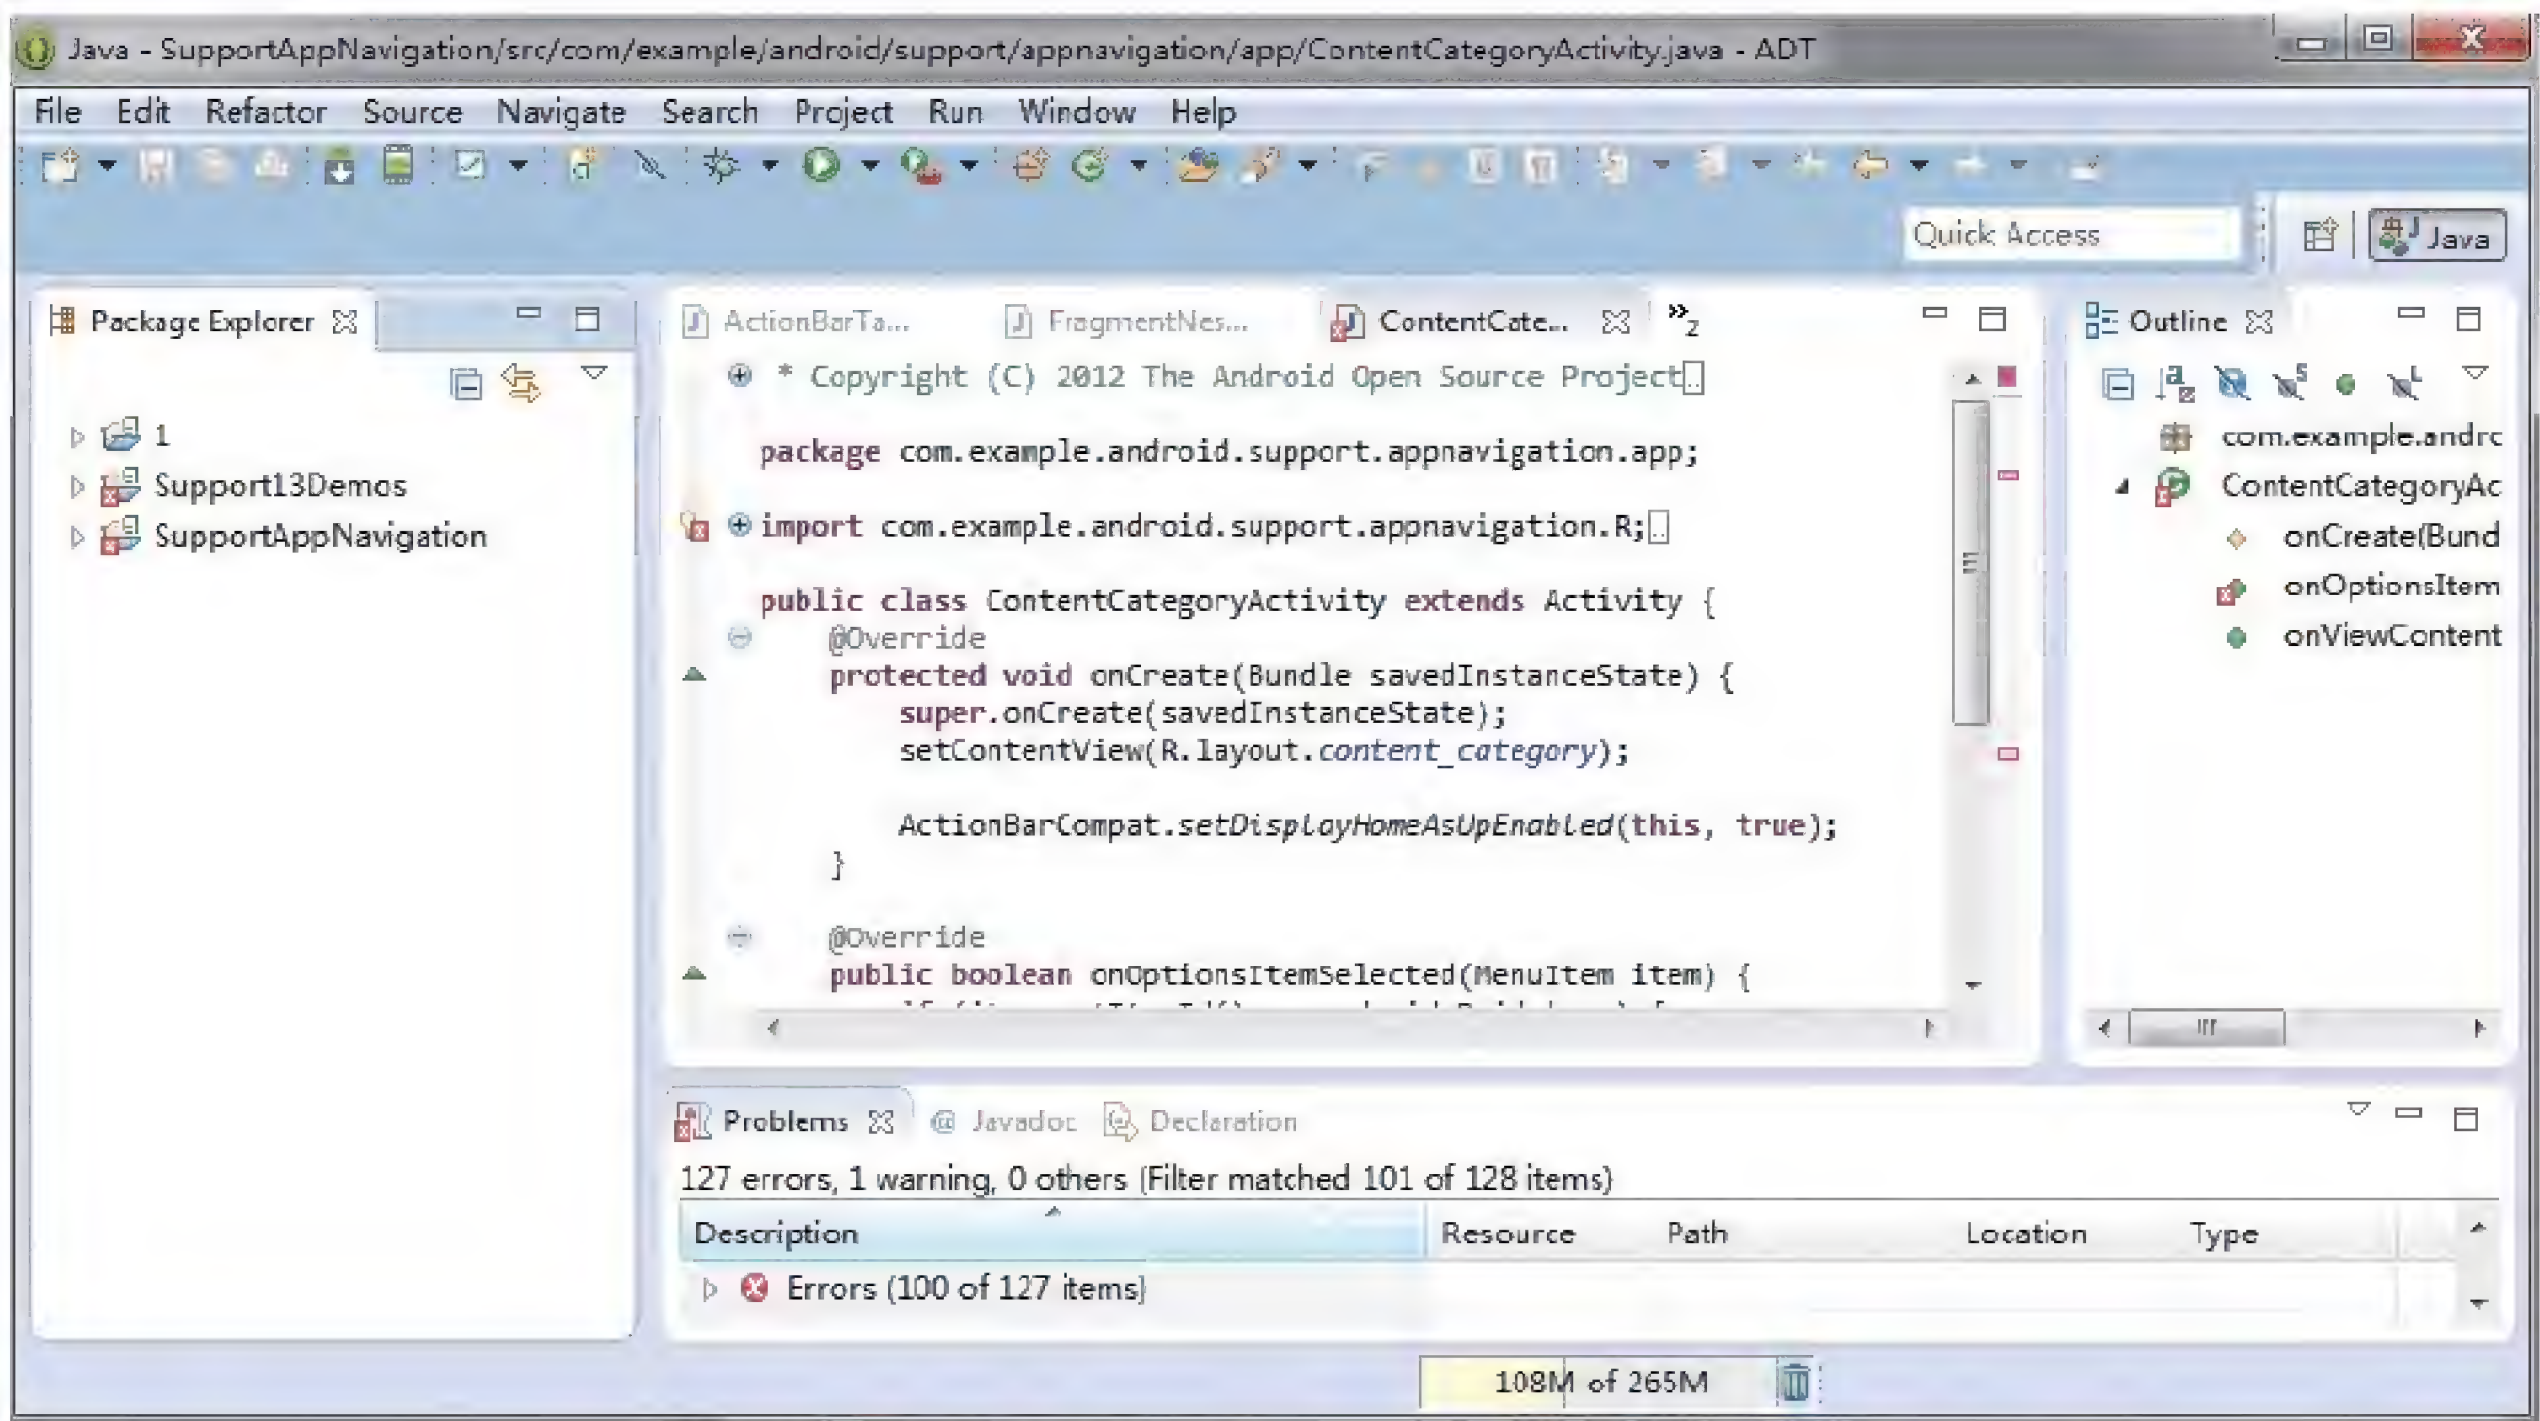 Java - SupportAppNavigation/src/com/example/android/support/appnavigation/app/ContentCategoryActivity.java - ADT
File Edit Refactor Source Navigate Search Project Run Window Help
Quick Access
Java
Package Explorer
1
Support13Demos
SupportAppNavigation
ActionBarTa... FragmentNes... ContentCate... »2
* Copyright (C) 2012 The Android Open Source Project
package com.example.android.support.appnavigation.app;
import com.example.android.support.appnavigation.R;
public class ContentCategoryActivity extends Activity {
@Override
protected void onCreate(Bundle savedInstanceState) {
super.onCreate(savedInstanceState);
setContentView(R.layout.content_category);
ActionBarCompat.setDisplayHomeAsUpEnabled(this, true);
}
@Override
public boolean onOptionsItemSelected(MenuItem item) {
Outline
com.example.andrc
ContentCategoryAc
onCreate(Bund
onOptionsItem
onViewContent
Problems @ Javadoc Declaration
127 errors, 1 warning, 0 others (Filter matched 101 of 128 items)
Description Resource Path Location Type
Errors (100 of 127 items)
108M of 265M